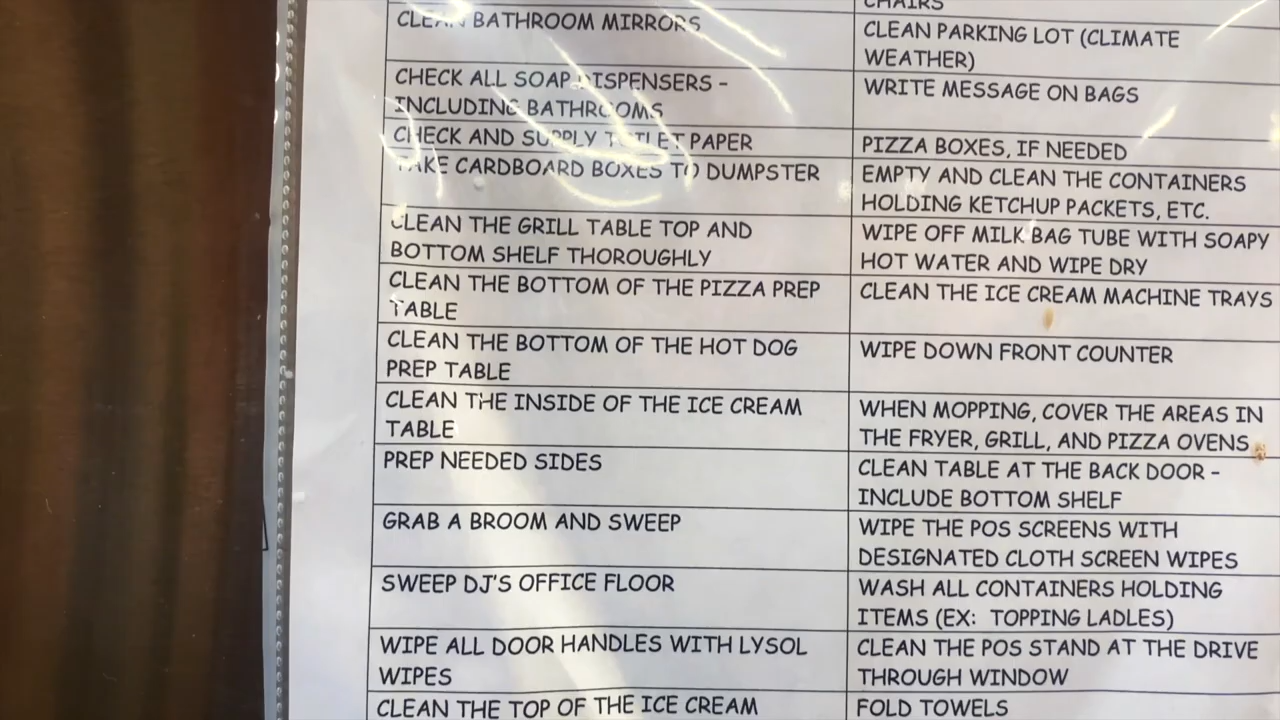 CHAIRS
CLEAN BATHROOM MIRRORS
CLEAN PARKING LOT (CLIMATE
WEATHER)
CHECK ALL SOAP DISPENSERS –
INCLUDING BATHROOMS
WRITE MESSAGE ON BAGS
CHECK AND SUPPLY TOILET PAPER
PIZZA BOXES, IF NEEDED
TAKE CARDBOARD BOXES TO DUMPSTER
EMPTY AND CLEAN THE CONTAINERS
HOLDING KETCHUP PACKETS, ETC.
CLEAN THE GRILL TABLE TOP AND
BOTTOM SHELF THOROUGHLY
WIPE OFF MILK BAG TUBE WITH SOAPY
HOT WATER AND WIPE DRY
CLEAN THE BOTTOM OF THE PIZZA PREP
TABLE
CLEAN THE ICE CREAM MACHINE TRAYS
CLEAN THE BOTTOM OF THE HOT DOG
PREP TABLE
WIPE DOWN FRONT COUNTER
CLEAN THE INSIDE OF THE ICE CREAM
TABLE
WHEN MOPPING, COVER THE AREAS IN
THE FRYER, GRILL, AND PIZZA OVENS
PREP NEEDED SIDES
CLEAN TABLE AT THE BACK DOOR –
INCLUDE BOTTOM SHELF
GRAB A BROOM AND SWEEP
WIPE THE POS SCREENS WITH
DESIGNATED CLOTH SCREEN WIPES
SWEEP DJ'S OFFICE FLOOR
WASH ALL CONTAINERS HOLDING
ITEMS (EX: TOPPING LADLES)
WIPE ALL DOOR HANDLES WITH LYSOL
WIPES
CLEAN THE POS STAND AT THE DRIVE
THROUGH WINDOW
CLEAN THE TOP OF THE ICE CREAM
FOLD TOWELS